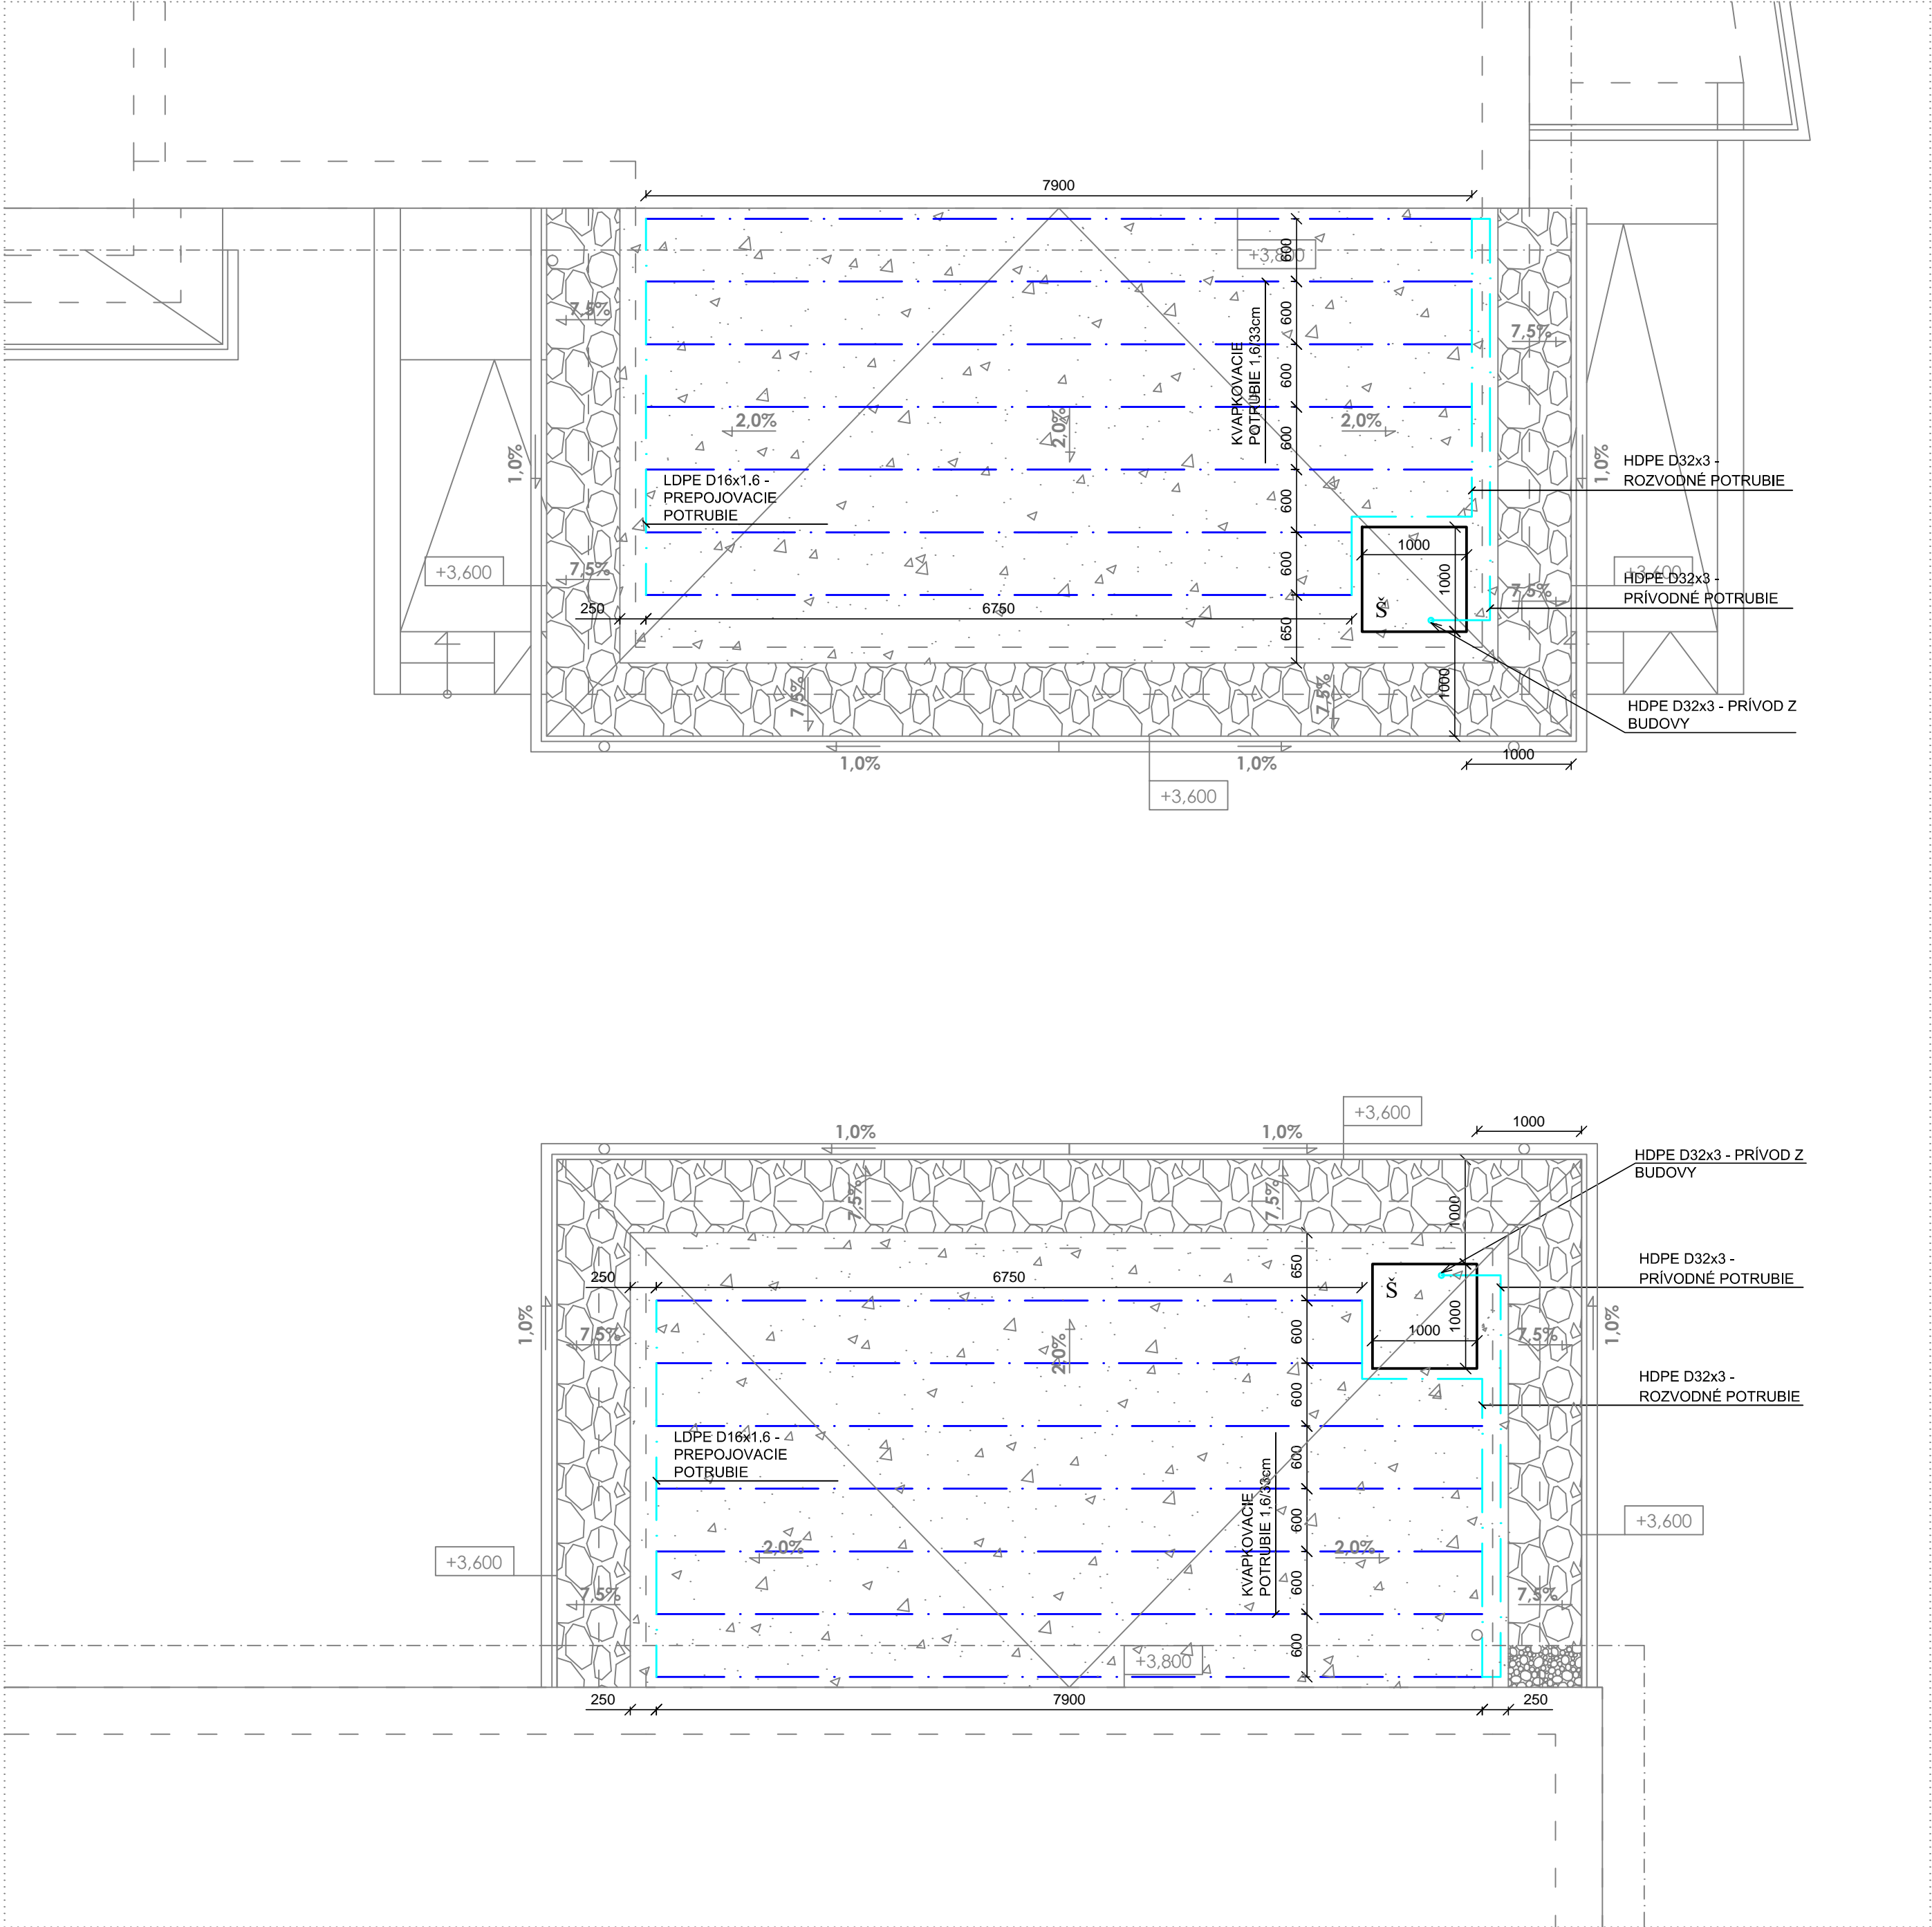 7900
600
+3,800
7,5%
600
KVAPKOVACIE
POTRUBIE 1,6/33cm
7,5%
600
2,0%
2,0%
2,0%
600
1,0%
1,0%
HDPE D32x3 -
ROZVODNÉ POTRUBIE
LDPE D16x1.6 -
PREPOJOVACIE
POTRUBIE
600
1000
600
1000
+3,600
7,5%
+3,600
HDPE D32x3 -
PRÍVODNÉ POTRUBIE
7,5%
250
6750
Š
650
7,5%
7,5%
1000
HDPE D32x3 - PRÍVOD Z
BUDOVY
1,0%
1,0%
1000
+3,600
+3,600
1,0%
1,0%
1000
HDPE D32x3 - PRÍVOD Z
BUDOVY
7,5%
7,5%
1000
650
HDPE D32x3 -
PRÍVODNÉ POTRUBIE
250
6750
Š
1,0%
7,5%
600
1000
1000
7,5%
1,0%
2,0%
HDPE D32x3 -
ROZVODNÉ POTRUBIE
600
LDPE D16x1.6 -
PREPOJOVACIE
POTRUBIE
600
KVAPKOVACIE
POTRUBIE 1,6/33cm
600
+3,600
+3,600
2,0%
2,0%
600
7,5%
7,5%
600
+3,800
250
7900
250